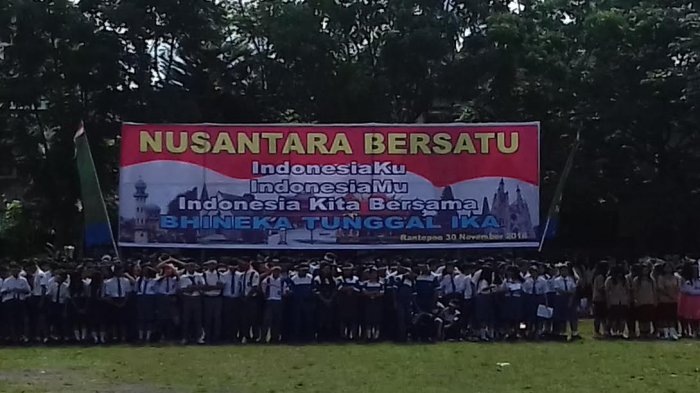 NUSANTARA BERSATU
IndonesiaKu
IndonesiaMu
Indonesia Kita Bersama
BHINEKA TUNGGAL IKA
Rantepao 30 November 2016